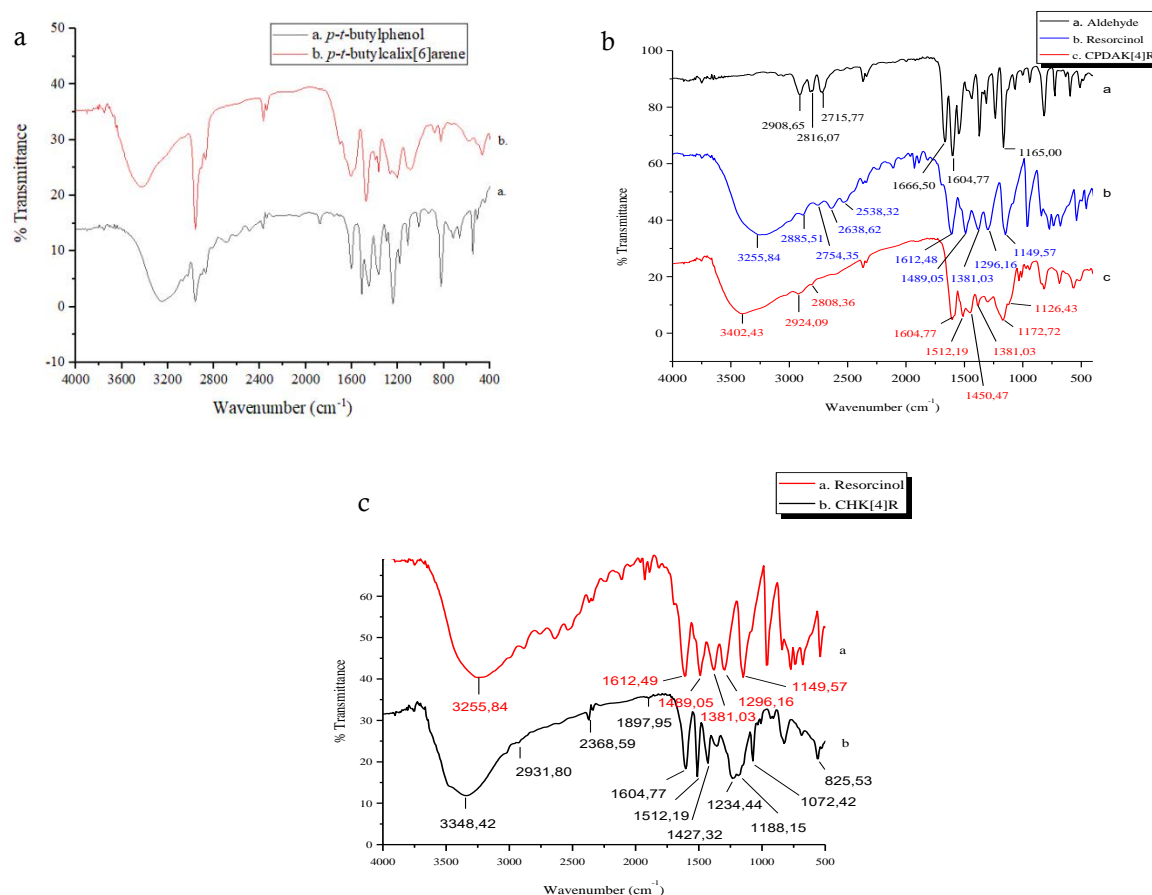 a
a. p-t-butylphenol
b. p-t-butylcalix[6]arene
50
40
30
20
10
0
-10
% Transmittance
b.
a.
4000 3200 2800 1600 1200 400
Wavenumber (cm-1)
b
a. Aldehyde
b. Resorcinol
c. CPDAK[4]R
100
80
60
40
20
0
% Transmittance
a
2908,65
2816,07
2715,77
1666,50
1604,77
1165,00
b
3255,84
2885,51
2754,35
2638,62
2538,32
1612,48
1489,05
1381,03
1296,16
1149,57
c
3402,43
2924,09
2808,36
1604,77
1512,19
1450,47
1381,03
1172,72
1126,43
4000 3500 3000 2500 2000 1500 1000 500
Wavenumber (cm-1)
c
a. Resorcinol
b. CHK[4]R
60
50
40
30
20
10
0
% Transmittance
a
3255,84
1612,49
1489,05
1381,03
1296,16
1149,57
b
3348,42
2931,80
2368,59
1897,95
1604,77
1512,19
1427,32
1234,44
1188,15
1072,42
825,53
4000 3500 3000 2500 2000 1500 1000 500
Wavenumber (cm-1)